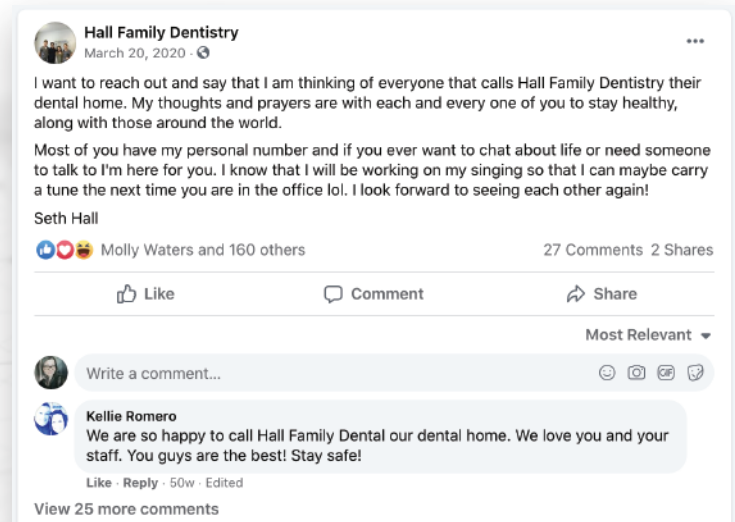 Hall Family Dentistry
March 20, 2020 ·
I want to reach out and say that I am thinking of everyone that calls Hall Family Dentistry their
dental home. My thoughts and prayers are with each and every one of you to stay healthy,
along with those around the world.
Most of you have my personal number and if you ever want to chat about life or need someone
to talk to I'm here for you. I know that I will be working on my singing so that I can maybe carry
a tune the next time you are in the office lol. I look forward to seeing each other again!
Seth Hall
Molly Waters and 160 others 27 Comments 2 Shares
Like Comment Share
Most Relevant
Write a comment... GIF
Kellie Romero
We are so happy to call Hall Family Dental our dental home. We love you and your
staff. You guys are the best! Stay safe!
Like · Reply · 50w · Edited
View 25 more comments